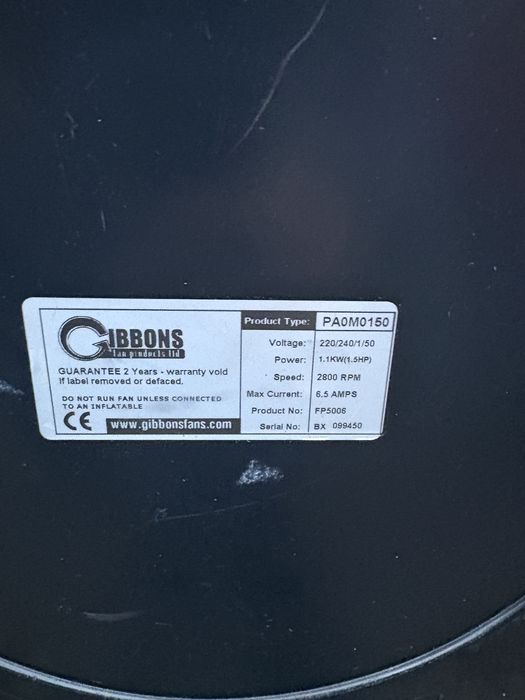 GIBBONS
fan products ltd
GUARANTEE 2 Years - warranty void
If label removed or defaced.
DO NOT RUN FAN UNLESS CONNECTED
TO AN INFLATABLE
CE www.gibbonsfans.com
Product Type: PA0M0150
Voltage: 220/240/1/50
Power: 1.1KW(1.5HP)
Speed: 2800 RPM
Max Current: 6.5 AMPS
Product No: FP5006
Serial No: BX 099450